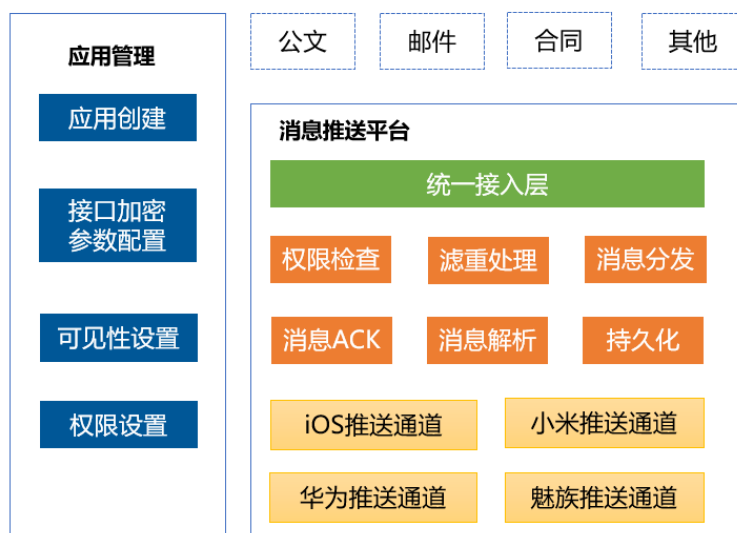 应用管理
应用创建
接口加密
参数配置
可见性设置
权限设置
公文
邮件
合同
其他
消息推送平台
统一接入层
权限检查
滤重处理
消息分发
消息ACK
消息解析
持久化
iOS推送通道
小米推送通道
华为推送通道
魅族推送通道